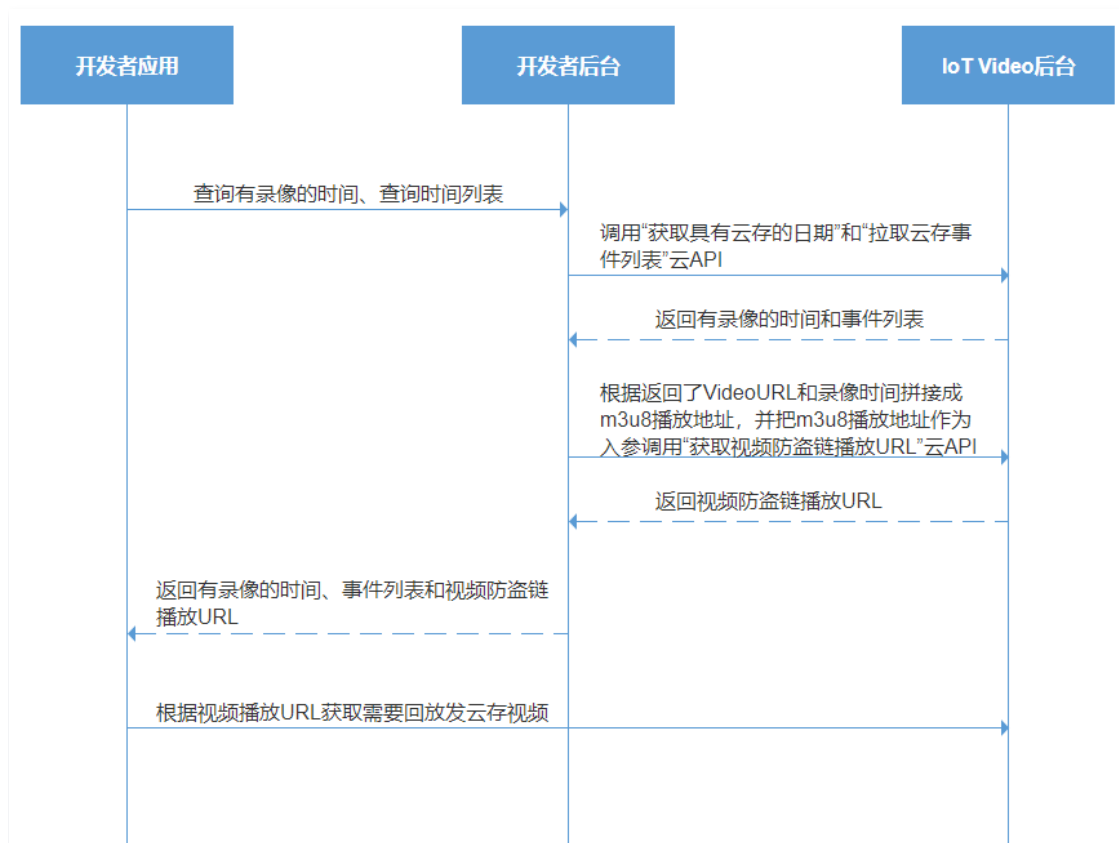 开发者应用
开发者后台
IoT Video后台
查询有录像的时间、查询时间列表
调用“获取具有云存的日期”和“拉取云存事
件列表”云API
返回有录像的时间和事件列表
根据返回了VideoURL和录像时间拼接成
m3u8播放地址，并把m3u8播放地址作为
入参调用“获取视频防盗链播放URL”云API
返回视频防盗链播放URL
返回有录像的时间、事件列表和视频防盗链
播放URL
根据视频播放URL获取需要回放发云存视频